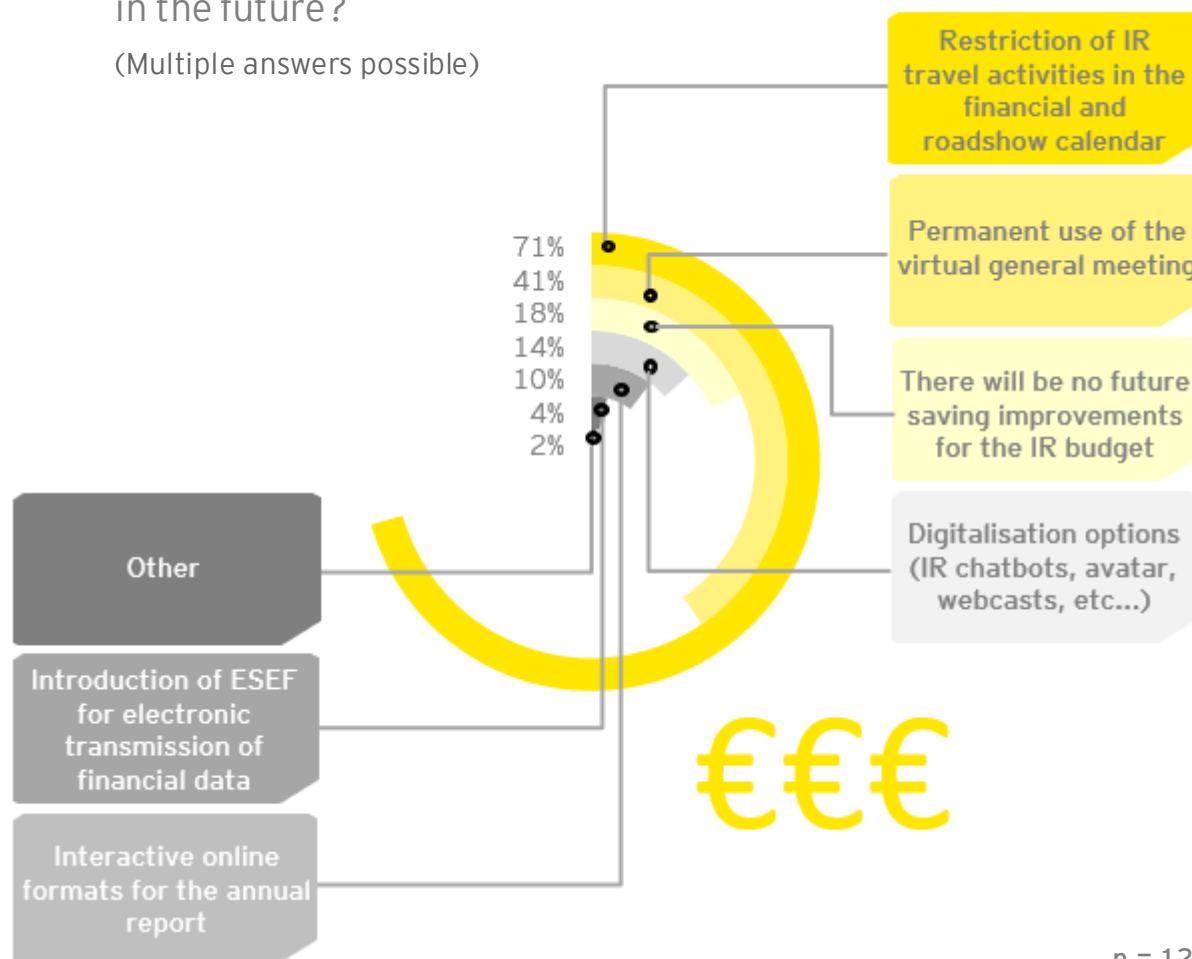 in the future?
(Multiple answers possible)
Restriction of IR
travel activities in the
financial and
roadshow calendar
Permanent use of the
virtual general meeting
There will be no future
saving improvements
for the IR budget
Digitalisation options
(IR chatbots, avatar,
webcasts, etc...)
71%
41%
18%
14%
10%
4%
2%
Other
Introduction of ESEF
for electronic
transmission of
financial data
Interactive online
formats for the annual
report
€€€